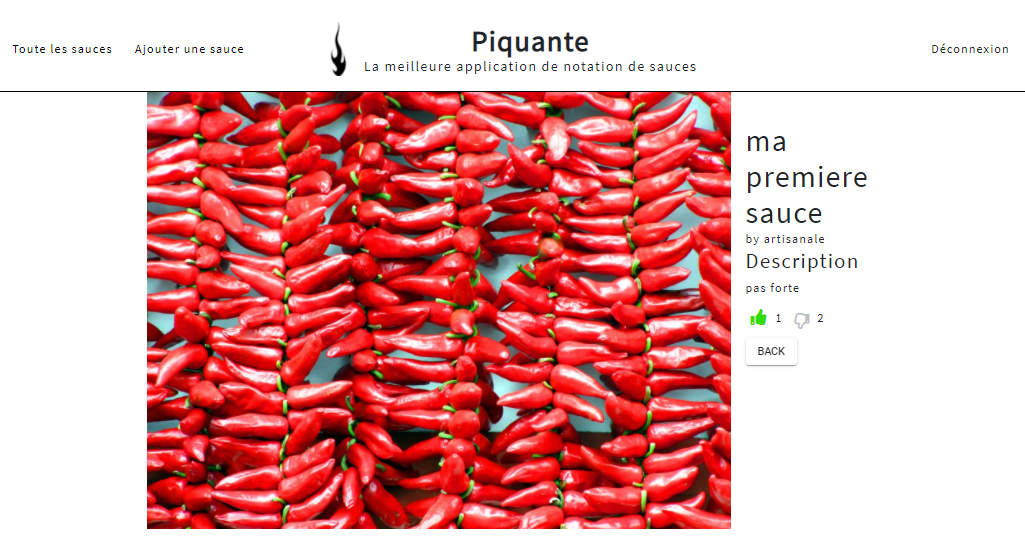 Toute les sauces
Ajouter une sauce
Piquante
La meilleure application de notation de sauces
Déconnexion
ma
premiere
sauce
by artisanale
Description
pas forte
1
2
BACK